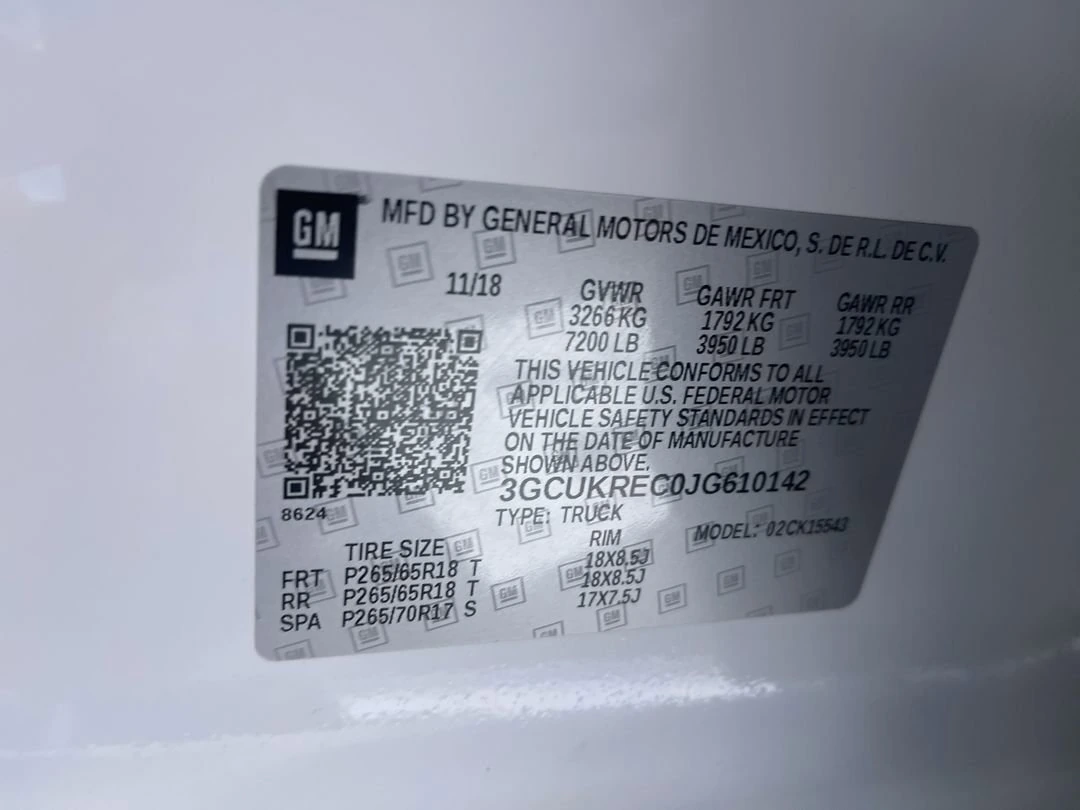 GM
MFD BY GENERAL MOTORS DE MEXICO, S. DE R.L. DE C.V.
11/18 GVWR GAWR FRT GAWR RR
3266 KG 1792 KG 1792 KG
7200 LB 3950 LB 3950 LB
THIS VEHICLE CONFORMS TO ALL
APPLICABLE U.S. FEDERAL MOTOR
VEHICLE SAFETY STANDARDS IN EFFECT
ON THE DATE OF MANUFACTURE
SHOWN ABOVE.
3GCUKREC0JG610142
8624 TYPE: TRUCK MODEL: 02CK15543
TIRE SIZE RIM
FRT P265/65R18 T 18X8.5J
RR P265/65R18 T 18X8.5J
SPA P265/70R17 S 17X7.5J